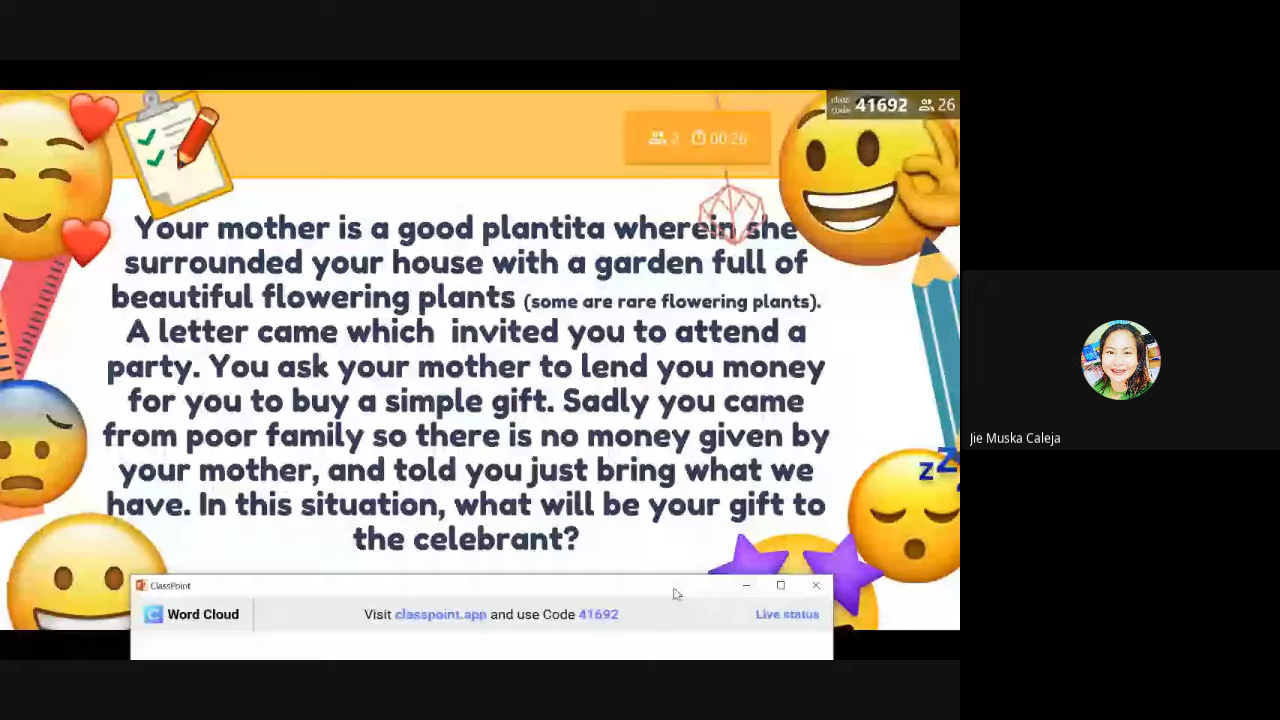 class code 41692 26
2 00:26
Your mother is a good plantita wherein she
surrounded your house with a garden full of
beautiful flowering plants (some are rare flowering plants).
A letter came which invited you to attend a
party. You ask your mother to lend you money
for you to buy a simple gift. Sadly you came
from poor family so there is no money given by
your mother, and told you just bring what we
have. In this situation, what will be your gift to
the celebrant?
z Z z
Jie Muska Caleja
ClassPoint
Word Cloud Visit classpoint.app and use Code 41692 Live status